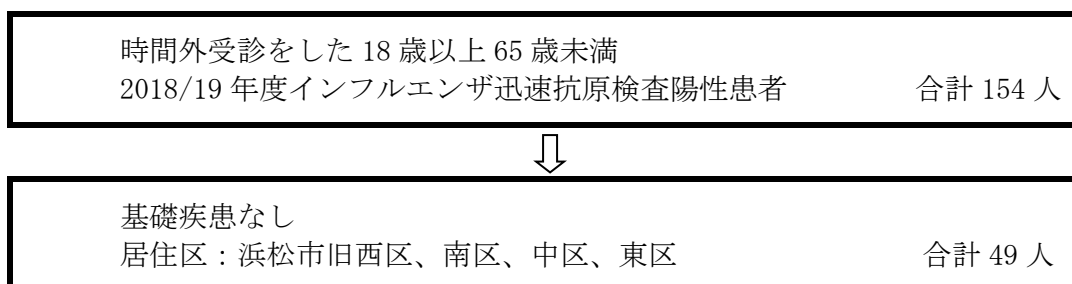 時間外受診をした 18 歳以上 65 歳未満
2018/19 年度インフルエンザ迅速抗原検査陽性患者 合計 154 人
基礎疾患なし
居住区：浜松市旧西区、南区、中区、東区 合計 49 人